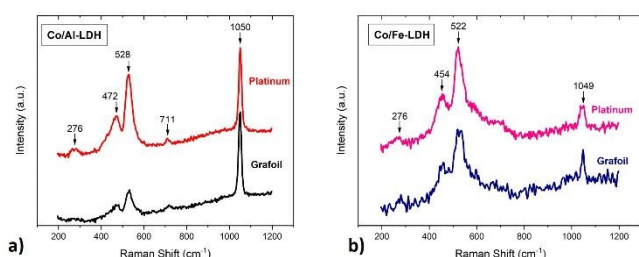 Co/Al-LDH
1050
528
Platinum
472
711
276
Grafoil
Intensity (a.u.)
200 400 600 800 1000 1200
Raman Shift (cm-1)
a)
Co/Fe-LDH
522
454
1049
276
Platinum
Grafoil
Intensity (a.u.)
200 400 600 800 1000 1200
Raman Shift (cm-1)
b)